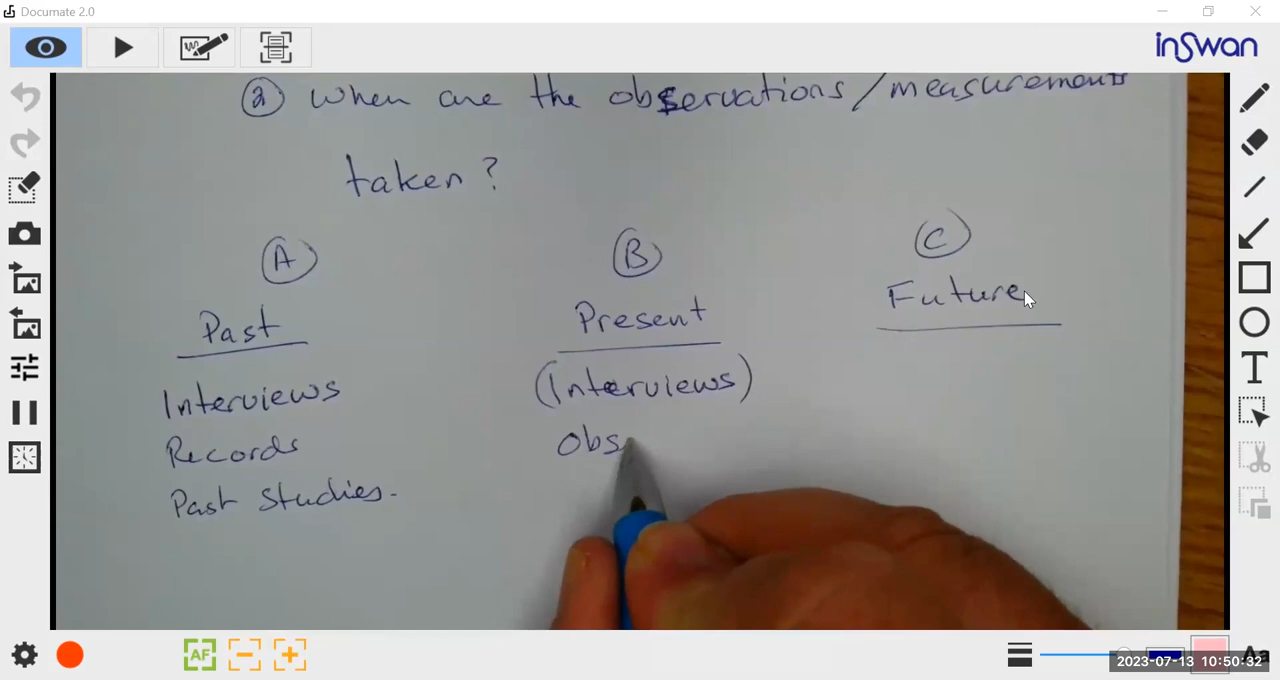 Documate 2.0
inSwan
② When are the observations/measurements
taken?
Ⓐ Ⓑ Ⓒ
Past Present Future
Interviews (Interviews)
Records Obs
Past Studies.
AF
T
Aa
2023-07-13 10:50:32